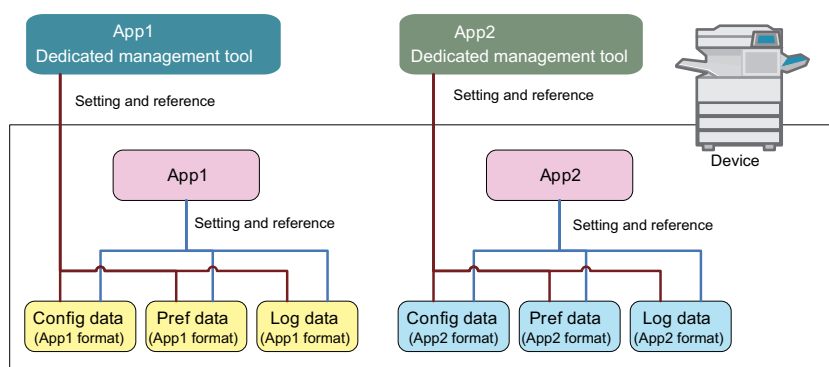 App1
Dedicated management tool
App2
Dedicated management tool
Setting and reference
Setting and reference
Device
App1
App2
Setting and reference
Setting and reference
Config data
(App1 format)
Pref data
(App1 format)
Log data
(App1 format)
Config data
(App2 format)
Pref data
(App2 format)
Log data
(App2 format)